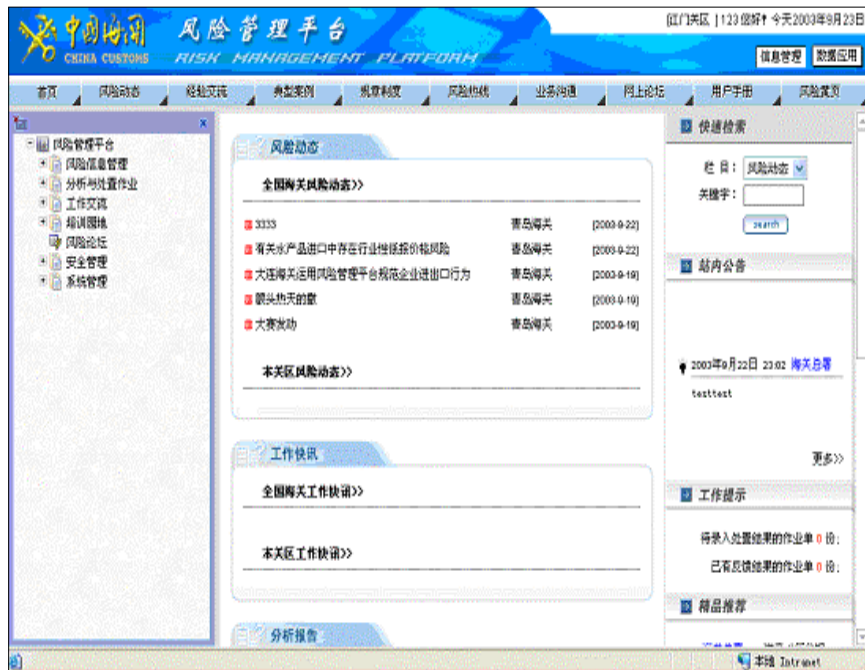 中国海关 风险管理平台
CHINA CUSTOMS RISK MANAGEMENT PLATFORM
[江门关区] 123 您好! 今天2003年9月23日
信息管理 数据应用
首页 风险动态 经验交流 典型案例 规章制度 风险热线 业务沟通 网上论坛 用户手册 风险黄页
风险管理平台
风险信息管理
分析与处置作业
工作交流
培训园地
风险论坛
安全管理
系统管理
风险动态
全国海关风险动态>>
3333 青岛海关 [2003-9-22]
有关水产品进口中存在行业性低报价格风险 青岛海关 [2003-9-22]
大连海关运用风险管理平台规范企业进出口行为 青岛海关 [2003-9-19]
青岛海关 [2003-9-19]
大赛发动 青岛海关 [2003-9-19]
本关区风险动态>>
工作快讯
全国海关工作快讯>>
本关区工作快讯>>
分析报告
快速检索
栏 目: 风险动态
关键字:
search
站内公告
2003年9月22日 23:02 海关总署
testtest
更多>>
工作提示
待录入处置结果的作业单 0 份;
已有反馈结果的作业单 0 份;
精品推荐
本地 Intranet